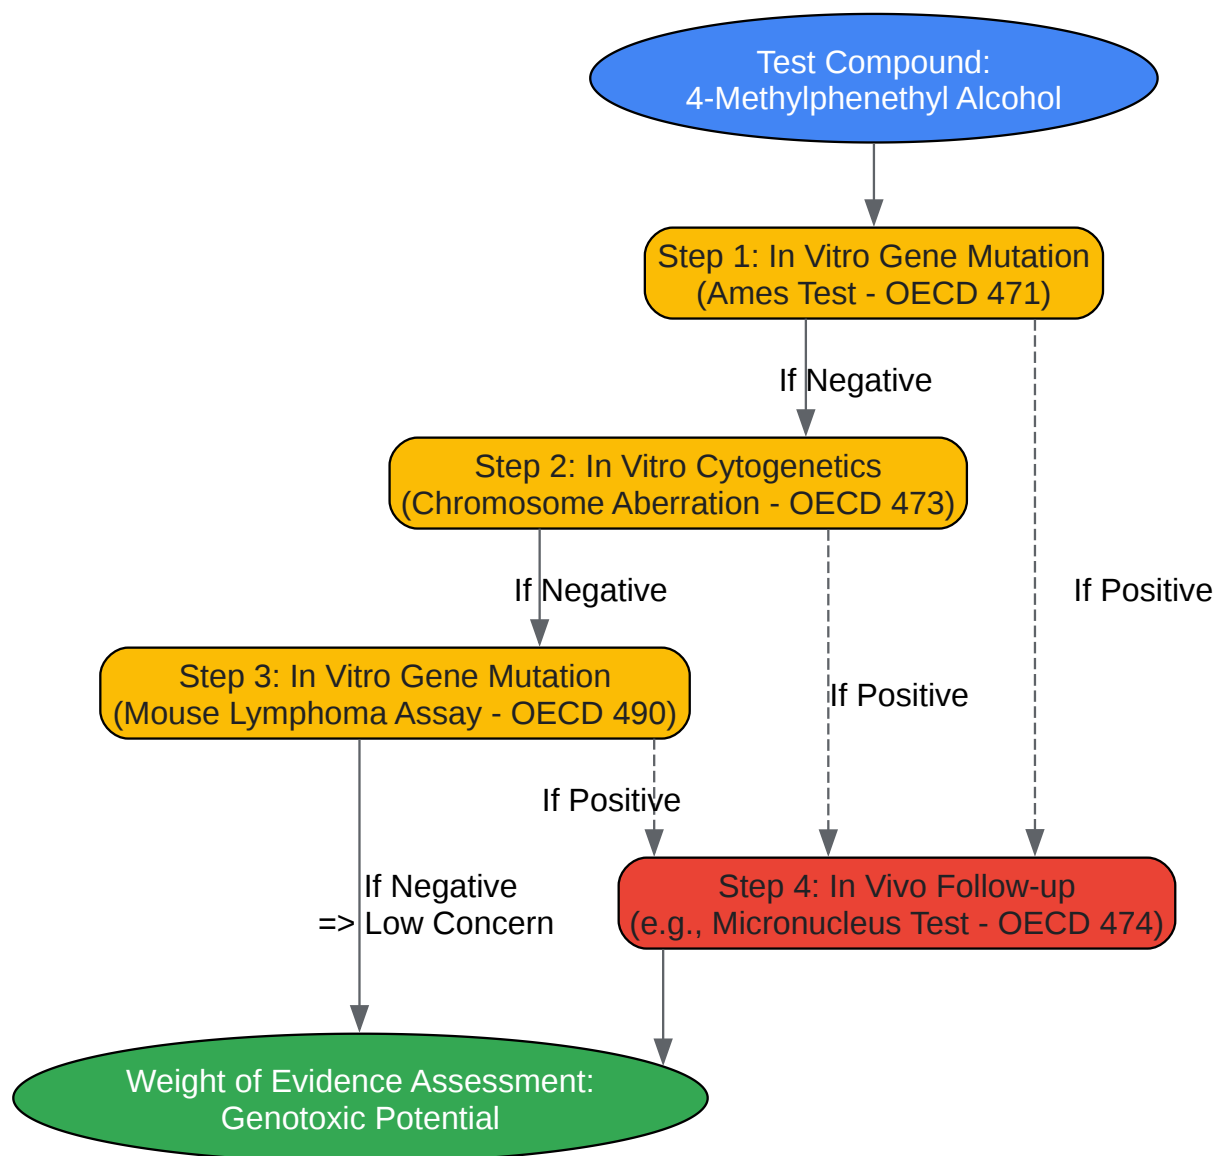 Test Compound:
4-Methylphenethyl Alcohol
Step 1: In Vitro Gene Mutation
(Ames Test - OECD 471)
If Negative
Step 2: In Vitro Cytogenetics
(Chromosome Aberration - OECD 473)
If Negative
If Positive
Step 3: In Vitro Gene Mutation
(Mouse Lymphoma Assay - OECD 490)
If Positive
If Positive
If Negative
=> Low Concern
Step 4: In Vivo Follow-up
(e.g., Micronucleus Test - OECD 474)
Weight of Evidence Assessment:
Genotoxic Potential